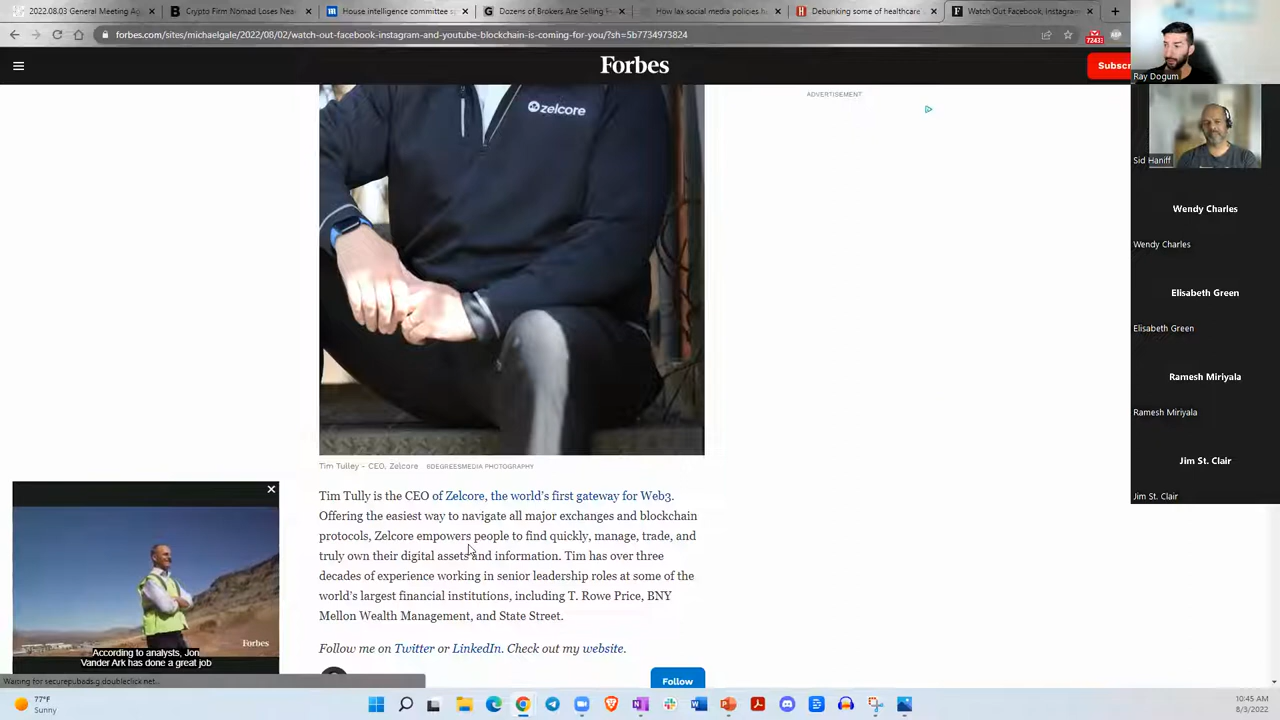 2022.08.03 General Meeting Ag
Crypto Firm Nomad Loses Nea
House intelligence committee s
Dozens of Brokers Are Selling
How lax social media policies h
Debunking some of healthcare
Watch Out Facebook, Instagram
forbes.com/sites/michaelgale/2022/08/02/watch-out-facebook-instagram-and-youtube-blockchain-is-coming-for-you/?sh=5b7734973824
7243
ABP
Forbes
Subscr
ADVERTISEMENT
zelcore
Tim Tulley - CEO, Zelcore 6DEGREESMEDIA PHOTOGRAPHY
Tim Tully is the CEO of Zelcore, the world's first gateway for Web3.
Offering the easiest way to navigate all major exchanges and blockchain
protocols, Zelcore empowers people to find quickly, manage, trade, and
truly own their digital assets and information. Tim has over three
decades of experience working in senior leadership roles at some of the
world's largest financial institutions, including T. Rowe Price, BNY
Mellon Wealth Management, and State Street.
Follow me on Twitter or LinkedIn. Check out my website.
Follow
Forbes
According to analysts, Jon
Vander Ark has done a great job
Waiting for securepubads.g.doubleclick.net...
Ray Dogum
Sid Haniff
Wendy Charles
Wendy Charles
Elisabeth Green
Elisabeth Green
Ramesh Miriyala
Ramesh Miriyala
Jim St. Clair
Jim St. Clair
77°F
Sunny
10:45 AM
8/3/2022